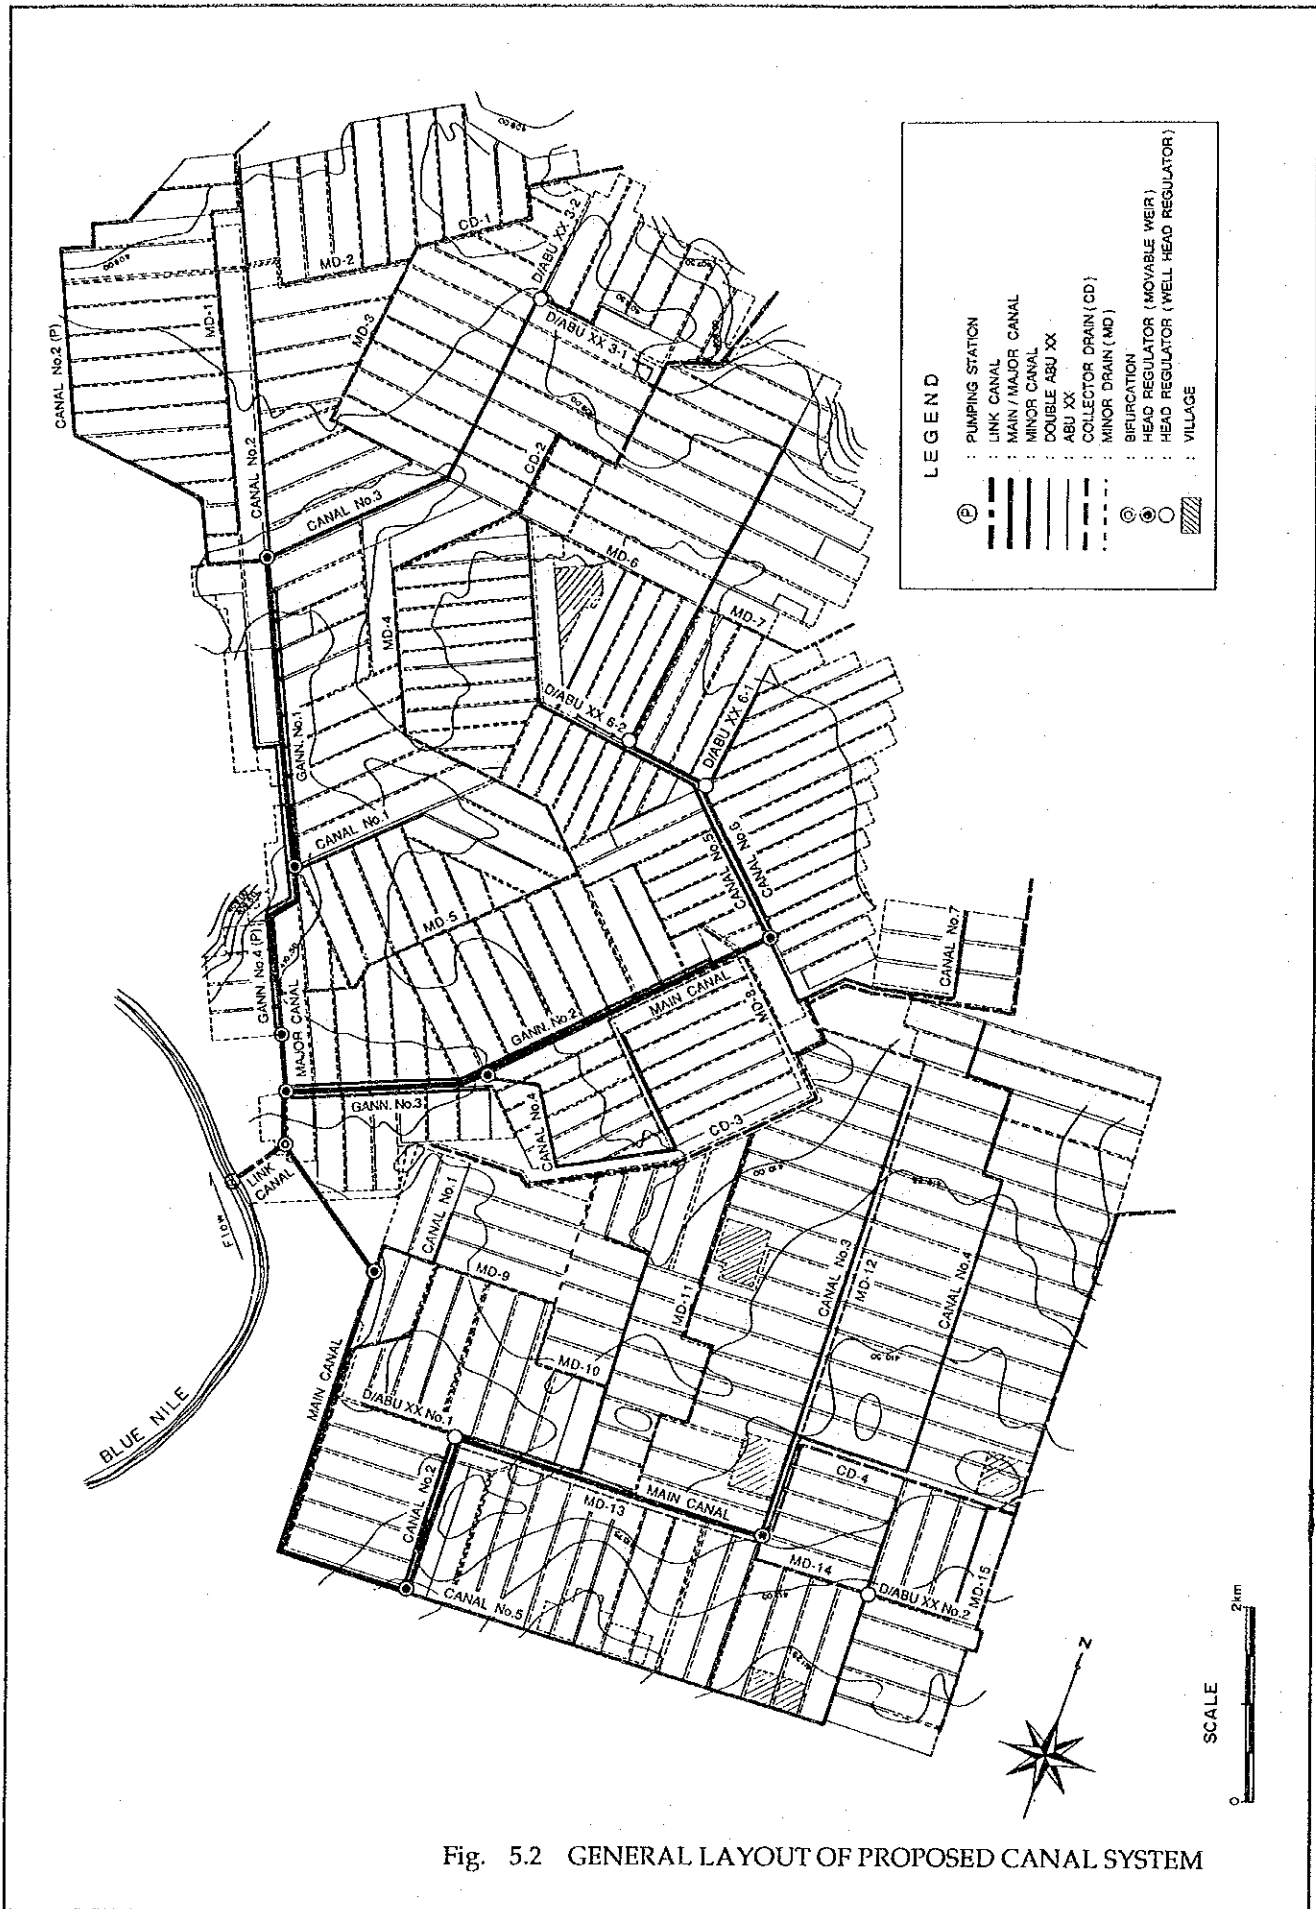 CANAL No.2 (P)
408.00
MD-1
MD-2
CD-1
CANAL No.2
MD-3
D/ABU XX 3-2
D/ABU XX 3-1
CANAL No.3
CD-2
GANN. No.1
MD-4
MD-6
MD-7
D/ABU XX 6-2
D/ABU XX 6-1
CANAL No.1
CANAL No.5
CANAL No.6
MD-5
GANN. No.4 (P)
MAJOR CANAL
GANN. No.2
MAIN CANAL
MD-8
CANAL No.7
GANN. No.3
CANAL No.4
CD-3
LINK
CANAL
Flow
BLUE NILE
CANAL No.1
MD-9
MAIN CANAL
D/ABU XX No.1
MD-10
MD-11
CANAL No.3
MD-12
CANAL No.4
CANAL No.2
MD-13
MAIN CANAL
CD-4
CANAL No.5
MD-14
D/ABU XX No.2
MD-15
LEGEND
P : PUMPING STATION
: LINK CANAL
: MAIN / MAJOR CANAL
: MINOR CANAL
: DOUBLE ABU XX
: ABU XX
: COLLECTOR DRAIN ( CD )
: MINOR DRAIN ( MD )
: BIFURCATION
: HEAD REGULATOR ( MOVABLE WEIR )
: HEAD REGULATOR ( WELL HEAD REGULATOR )
: VILLAGE
N
SCALE
0 2km
Fig. 5.2 GENERAL LAYOUT OF PROPOSED CANAL SYSTEM